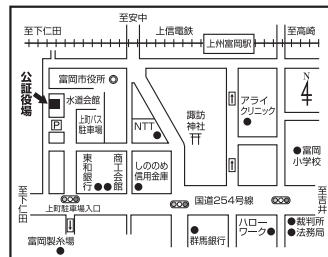 至安中
至下仁田
上信電鉄
至高崎
上州富岡駅
公証役場
富岡市役所
水道会館
P
上町バス
駐車場
NTT
諏訪
神社
アライ
クリニック
N
富岡
小学校
東和銀行
商工会館
しののめ
信用金庫
至下仁田
国道254号線
至吉井
上町駐車場入口
富岡製糸場
群馬銀行
ハロー
ワーク
裁判所
法務局